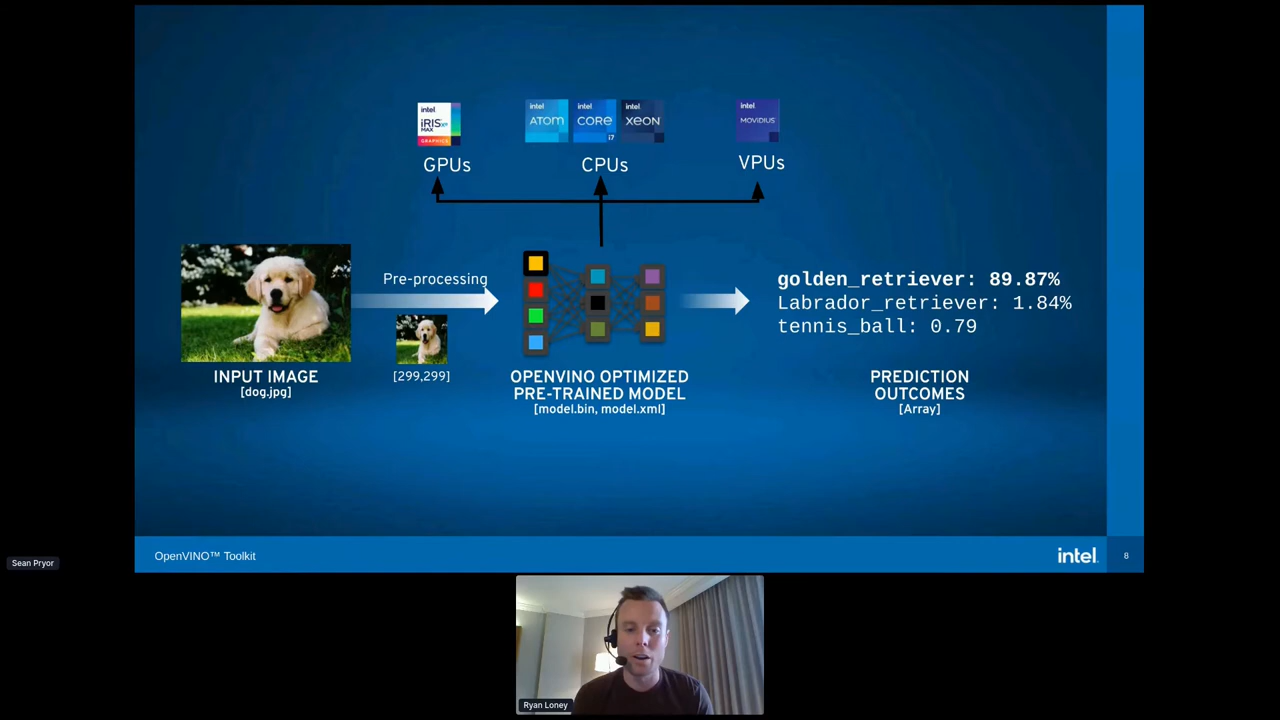 intel
iRIS xe
MAX
GRAPHICS
intel
ATOM
intel
CORE
i7
intel
XEON
intel
MOVIDIUS
GPUs
CPUs
VPUs
Pre-processing
golden_retriever: 89.87%
Labrador_retriever: 1.84%
tennis_ball: 0.79
INPUT IMAGE
[dog.jpg]
[299,299]
OPENVINO OPTIMIZED
PRE-TRAINED MODEL
[model.bin, model.xml]
PREDICTION
OUTCOMES
[Array]
OpenVINO™ Toolkit
intel.
8
Sean Pryor
Ryan Loney